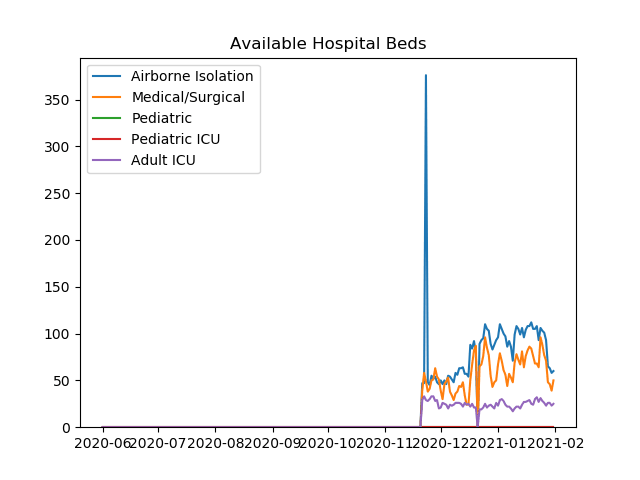 Available Hospital Beds
Airborne Isolation
Medical/Surgical
Pediatric
Pediatric ICU
Adult ICU
350
300
250
200
150
100
50
0
2020-06 2020-07 2020-08 2020-09 2020-10 2020-11 2020-12 2021-01 2021-02